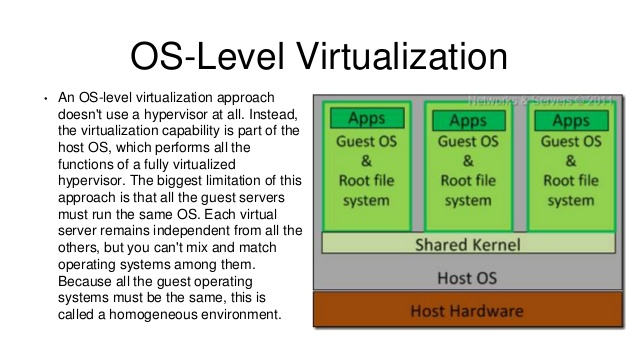 OS-Level Virtualization
• An OS-level virtualization approach
doesn't use a hypervisor at all. Instead,
the virtualization capability is part of the
host OS, which performs all the
functions of a fully virtualized
hypervisor. The biggest limitation of this
approach is that all the guest servers
must run the same OS. Each virtual
server remains independent from all the
others, but you can't mix and match
operating systems among them.
Because all the guest operating
systems must be the same, this is
called a homogeneous environment.
Networks & Servers © 2011
Apps
Guest OS
&
Root file
system
Apps
Guest OS
&
Root file
system
Apps
Guest OS
&
Root file
system
Shared Kernel
Host OS
Host Hardware